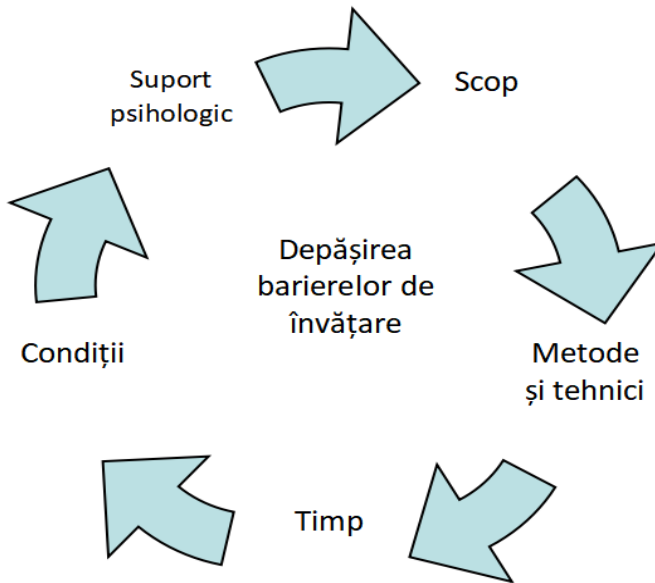 Suport
psihologic
Scop
Depășirea
barierelor de
învățare
Condiții
Metode
și tehnici
Timp